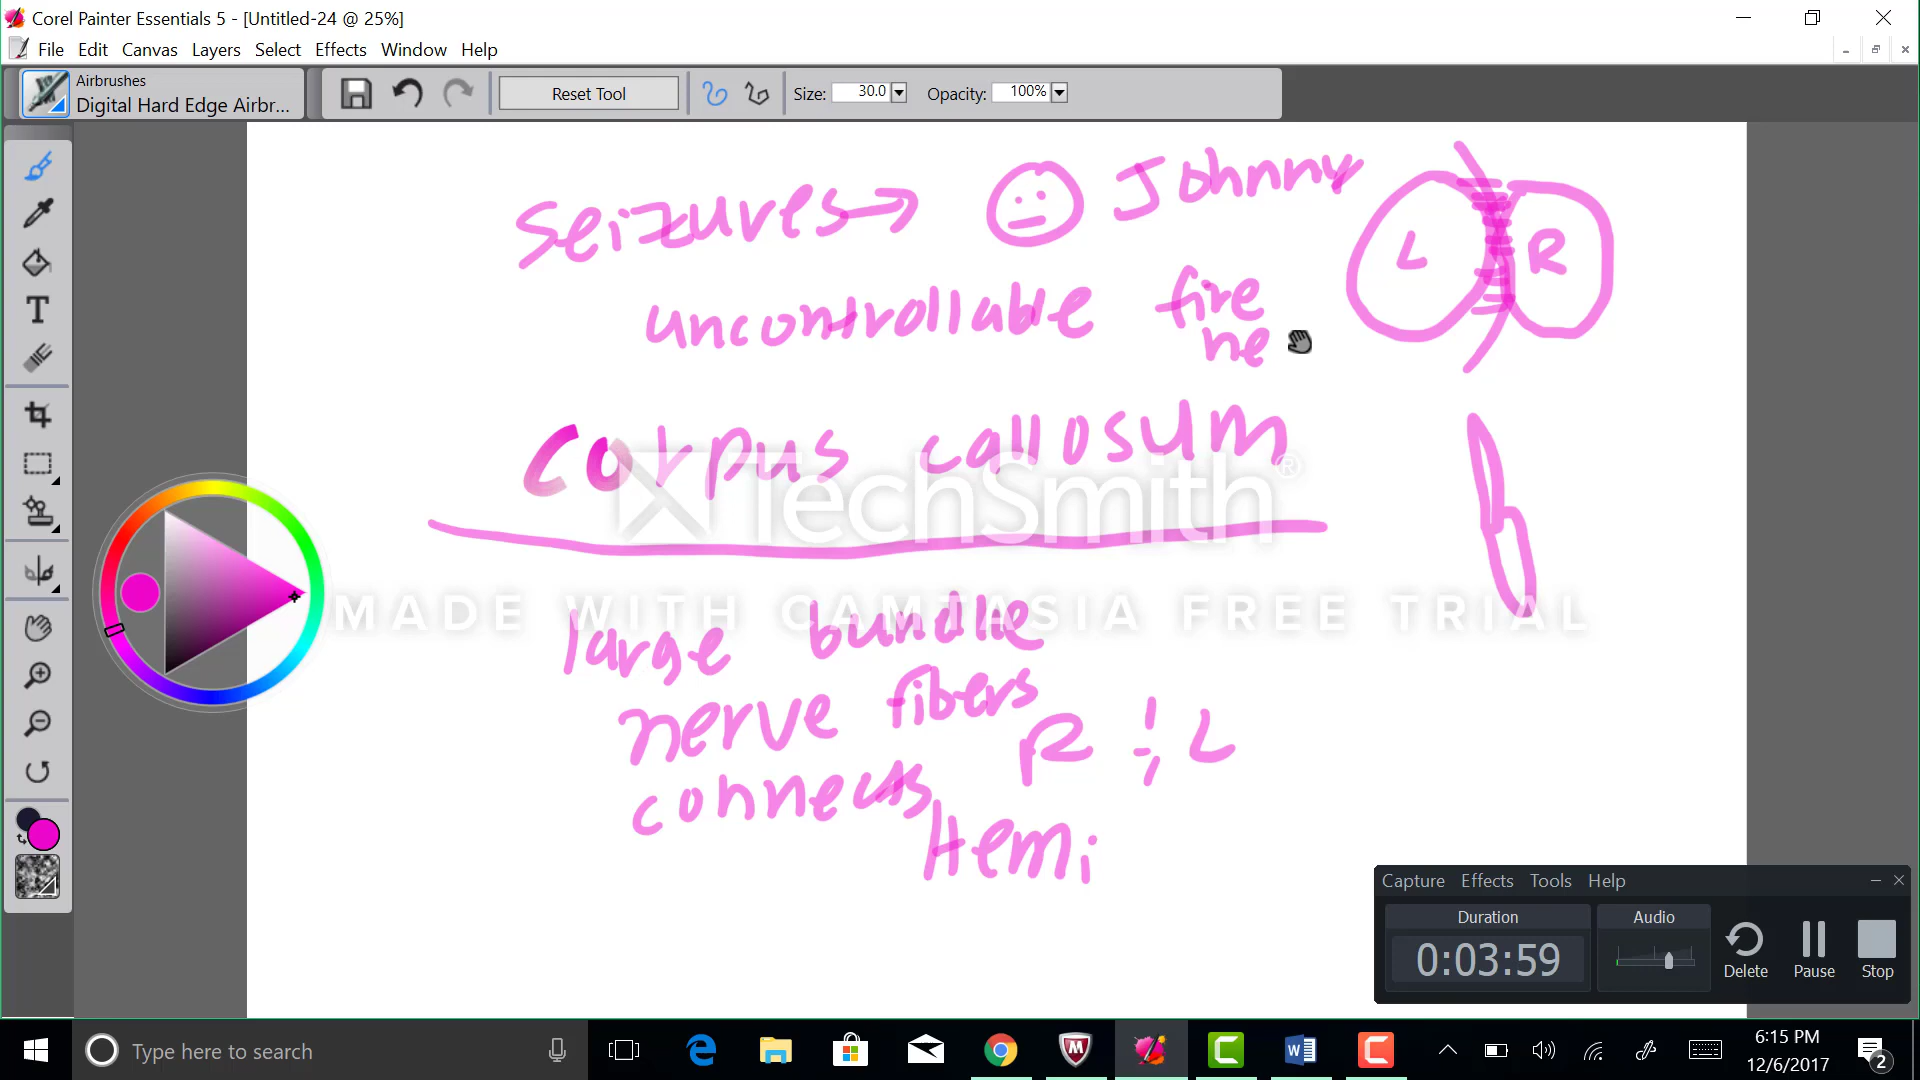 Corel Painter Essentials 5 - [Untitled-24 @ 25%]
File Edit Canvas Layers Select Effects Window Help
Airbrushes
Digital Hard Edge Airbr...
Reset Tool
Size: 30.0
Opacity: 100%
Seizures → Johnny
L R
uncontrollable fire
ne
Corpus callosum
TechSmith®
MADE WITH CAMTASIA FREE TRIAL
large bundle
nerve fibers
R & L
connects
Hemi
Capture Effects Tools Help
Duration Audio
0:03:59
Delete Pause Stop
Type here to search
6:15 PM
12/6/2017
2